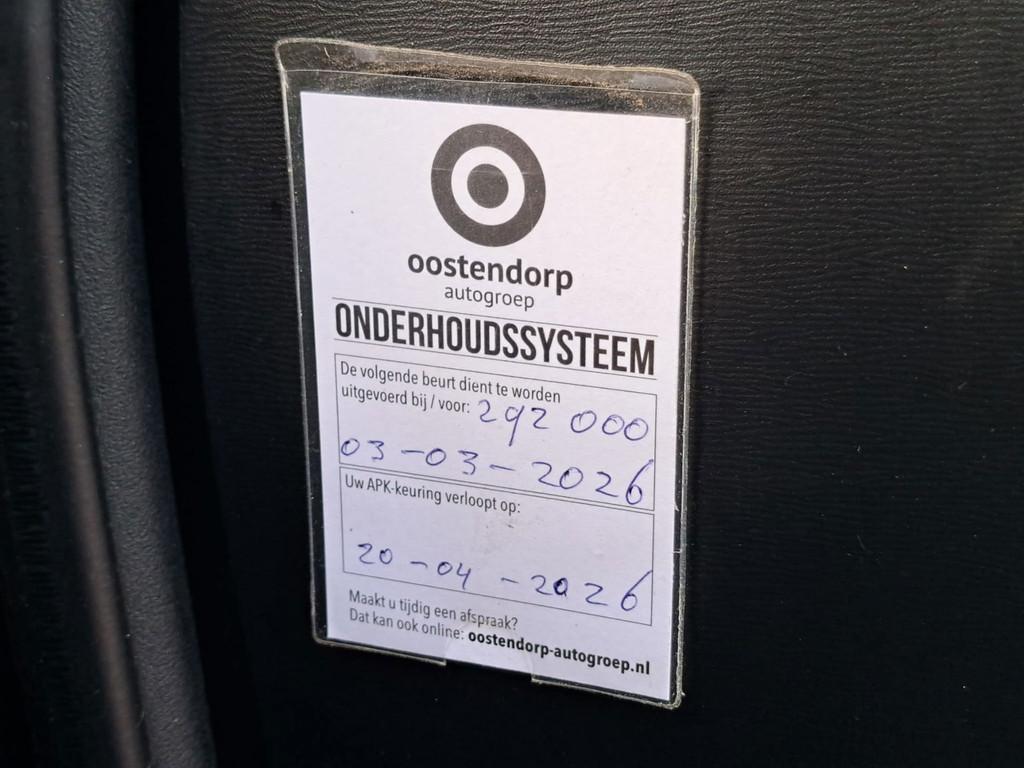 oostendorp
autogroep
ONDERHOUDSSYSTEEM
De volgende beurt dient te worden
uitgevoerd bij / voor: 292 000
03-03-2026
Uw APK-keuring verloopt op:
20-04-2026
Maakt u tijdig een afspraak?
Dat kan ook online: oostendorp-autogroep.nl